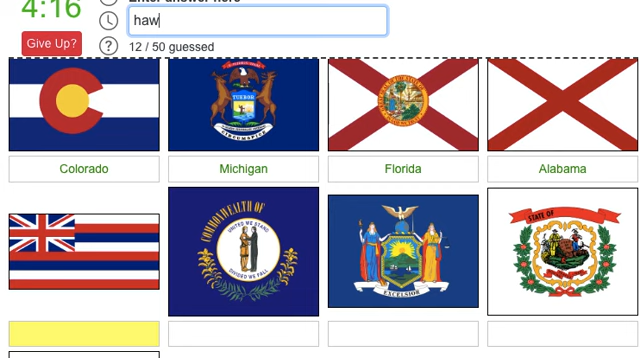 4:16
Enter answer here
haw
Give Up?
? 12 / 50 guessed
TUEBOR
Colorado
Michigan
Florida
Alabama
COMMONWEALTH OF
UNITED WE STAND
DIVIDED WE FALL
EXCELSIOR
STATE OF